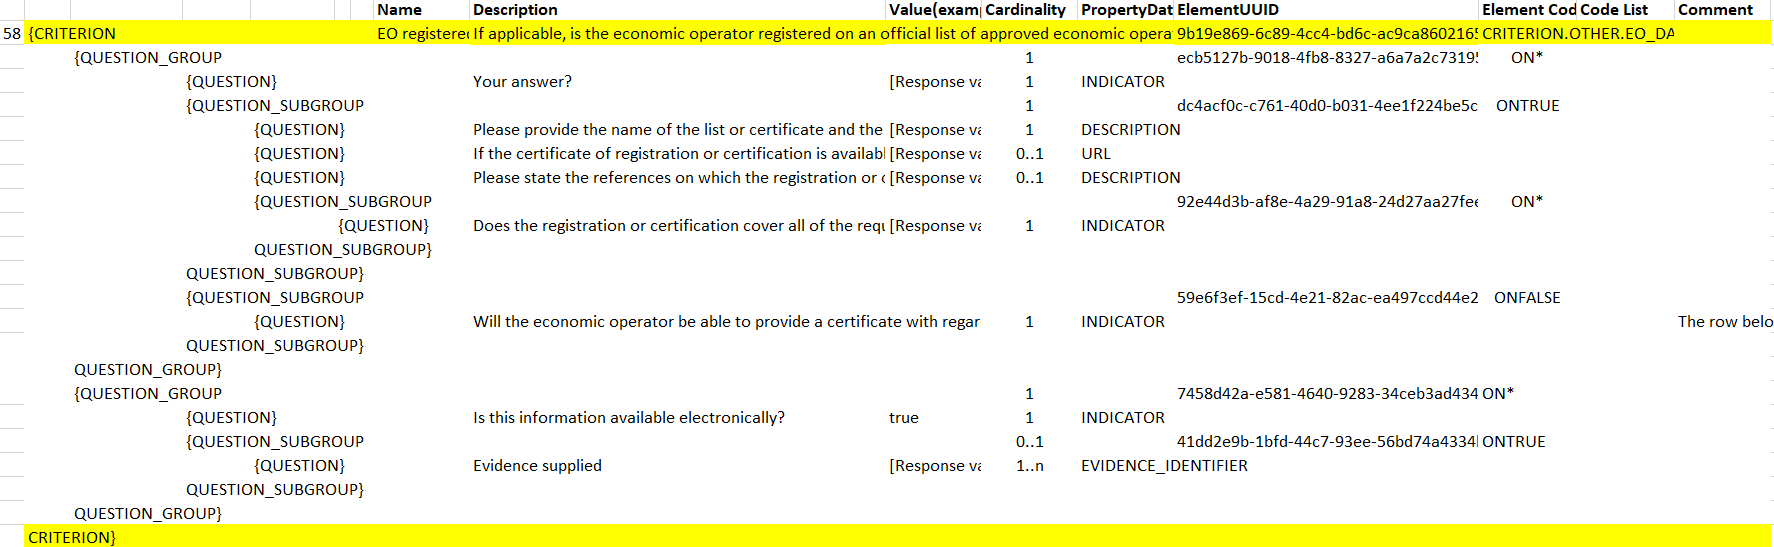 Name Description Value(exam Cardinality PropertyDat ElementUUID Element Cod Code List Comment
58 {CRITERION EO registered If applicable, is the economic operator registered on an official list of approved economic opera 9b19e869-6c89-4cc4-bd6c-ac9ca860216 CRITERION.OTHER.EO_DA
{QUESTION_GROUP 1 ecb5127b-9018-4fb8-8327-a6a7a2c7319 ON*
{QUESTION} Your answer? [Response va 1 INDICATOR
{QUESTION_SUBGROUP 1 dc4acf0c-c761-40d0-b031-4ee1f224be5c ONTRUE
{QUESTION} Please provide the name of the list or certificate and the [Response va 1 DESCRIPTION
{QUESTION} If the certificate of registration or certification is availabl [Response va 0..1 URL
{QUESTION} Please state the references on which the registration or [Response va 0..1 DESCRIPTION
{QUESTION_SUBGROUP 92e44d3b-af8e-4a29-91a8-24d27aa27fee ON*
{QUESTION} Does the registration or certification cover all of the requ [Response va 1 INDICATOR
QUESTION_SUBGROUP}
QUESTION_SUBGROUP}
{QUESTION_SUBGROUP 59e6f3ef-15cd-4e21-82ac-ea497ccd44e2 ONFALSE
{QUESTION} Will the economic operator be able to provide a certificate with regar 1 INDICATOR The row belo
QUESTION_SUBGROUP}
QUESTION_GROUP}
{QUESTION_GROUP 1 7458d42a-e581-4640-9283-34ceb3ad434 ON*
{QUESTION} Is this information available electronically? true 1 INDICATOR
{QUESTION_SUBGROUP 0..1 41dd2e9b-1bfd-44c7-93ee-56bd74a4334 ONTRUE
{QUESTION} Evidence supplied [Response va 1..n EVIDENCE_IDENTIFIER
QUESTION_SUBGROUP}
QUESTION_GROUP}
CRITERION}